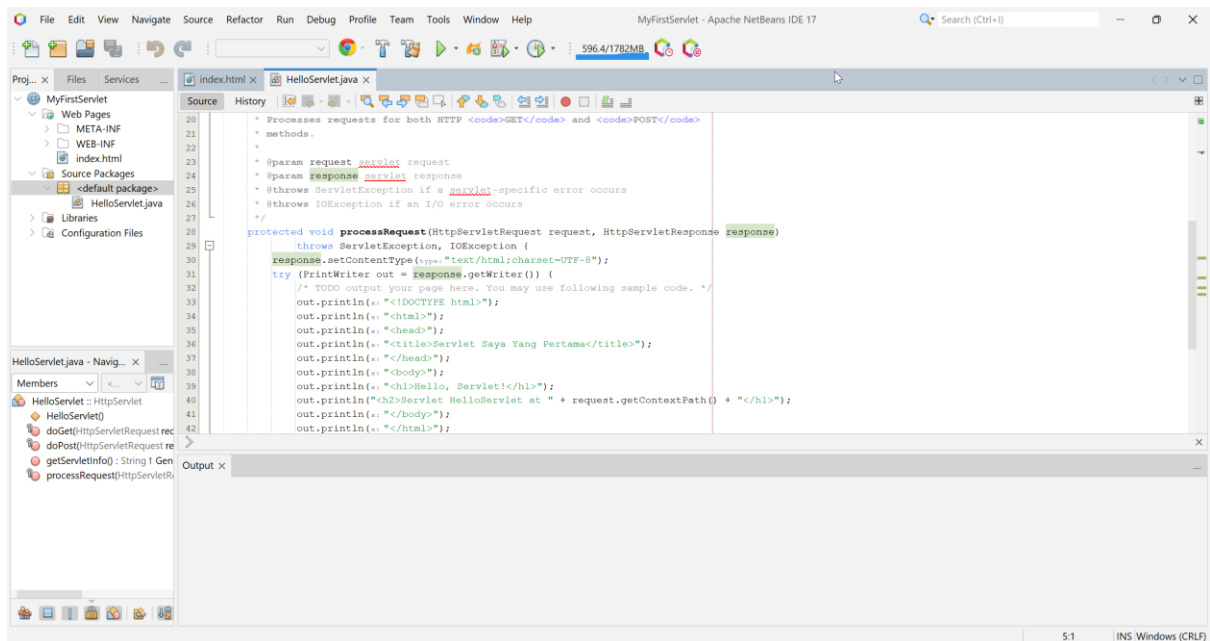 File Edit View Navigate Source Refactor Run Debug Profile Team Tools Window Help MyFirstServlet - Apache NetBeans IDE 17 Search (Ctrl+I)
596.4/1782MB
Proj... Files Services
index.html HelloServlet.java
MyFirstServlet
Web Pages
META-INF
WEB-INF
index.html
Source Packages
<default package>
HelloServlet.java
Libraries
Configuration Files
Source History
20 * Processes requests for both HTTP <code>GET</code> and <code>POST</code>
21 * methods.
22 *
23 * @param request servlet request
24 * @param response servlet response
25 * @throws ServletException if a servlet-specific error occurs
26 * @throws IOException if an I/O error occurs
27 */
28 protected void processRequest(HttpServletRequest request, HttpServletResponse response)
29 throws ServletException, IOException {
30 response.setContentType(type: "text/html;charset=UTF-8");
31 try (PrintWriter out = response.getWriter()) {
32 /* TODO output your page here. You may use following sample code. */
33 out.println(x: "<!DOCTYPE html>");
34 out.println(x: "<html>");
35 out.println(x: "<head>");
36 out.println(x: "<title>Servlet Saya Yang Pertama</title>");
37 out.println(x: "</head>");
38 out.println(x: "<body>");
39 out.println(x: "<h1>Hello, Servlet!</h1>");
40 out.println("<h2>Servlet HelloServlet at " + request.getContextPath() + "</h1>");
41 out.println(x: "</body>");
42 out.println(x: "</html>");
HelloServlet.java - Navig...
Members <...
HelloServlet :: HttpServlet
HelloServlet()
doGet(HttpServletRequest req
doPost(HttpServletRequest re
getServletInfo() : String ↑ Gen
processRequest(HttpServletRe
Output
5:1 INS Windows (CRLF)